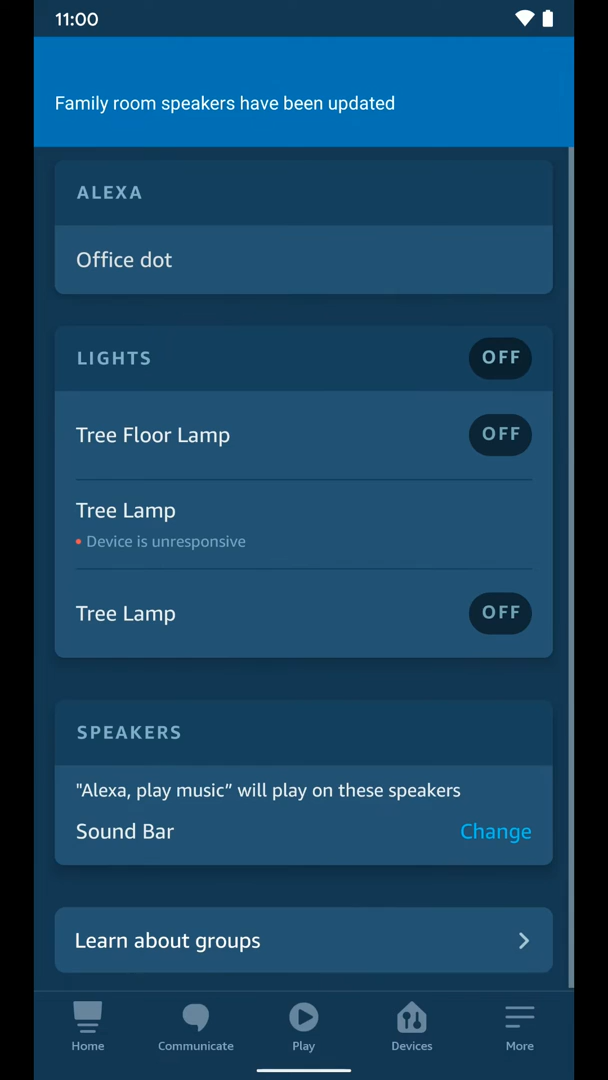 11:00
Family room speakers have been updated
ALEXA
Office dot
LIGHTS OFF
Tree Floor Lamp OFF
Tree Lamp
Device is unresponsive
Tree Lamp OFF
SPEAKERS
"Alexa, play music” will play on these speakers
Sound Bar Change
Learn about groups
Home Communicate Play Devices More